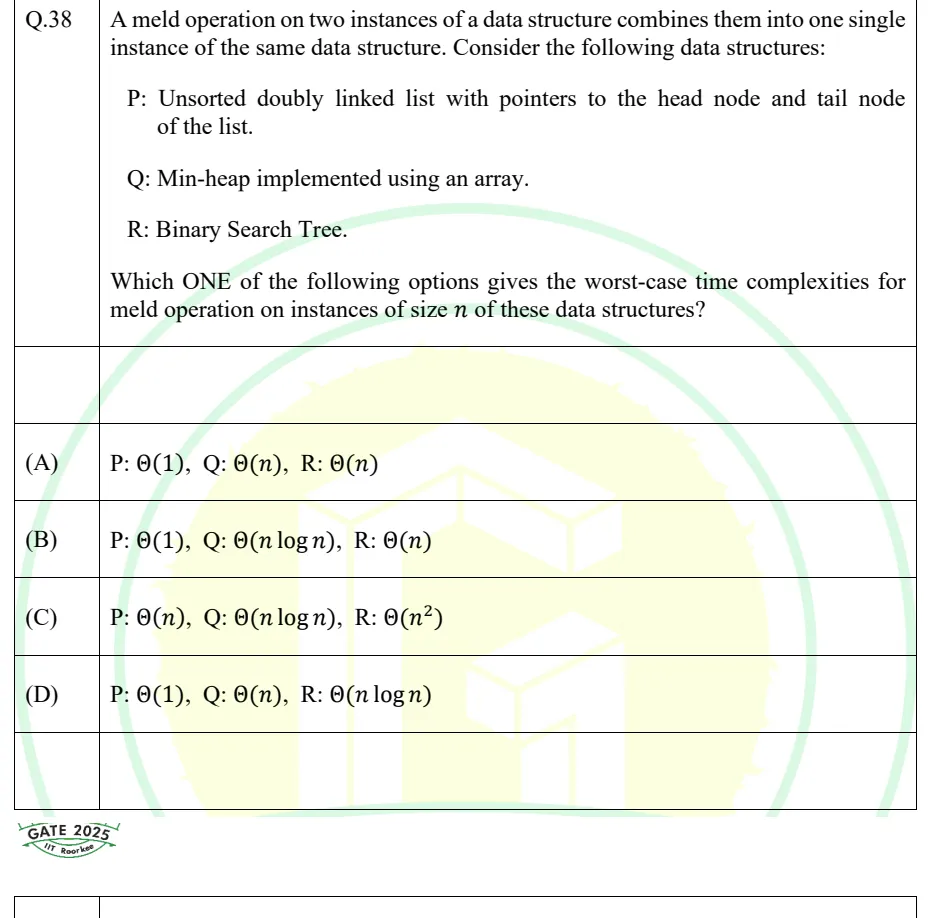 Q.38 A meld operation on two instances of a data structure combines them into one single
instance of the same data structure. Consider the following data structures:
P: Unsorted doubly linked list with pointers to the head node and tail node
of the list.
Q: Min-heap implemented using an array.
R: Binary Search Tree.
Which ONE of the following options gives the worst-case time complexities for
meld operation on instances of size 𝑛 of these data structures?
(A) P: Θ(1), Q: Θ(𝑛), R: Θ(𝑛)
(B) P: Θ(1), Q: Θ(𝑛 log 𝑛), R: Θ(𝑛)
(C) P: Θ(𝑛), Q: Θ(𝑛 log 𝑛), R: Θ(𝑛²)
(D) P: Θ(1), Q: Θ(𝑛), R: Θ(𝑛 log 𝑛)
GATE 2025
IIT Roorkee